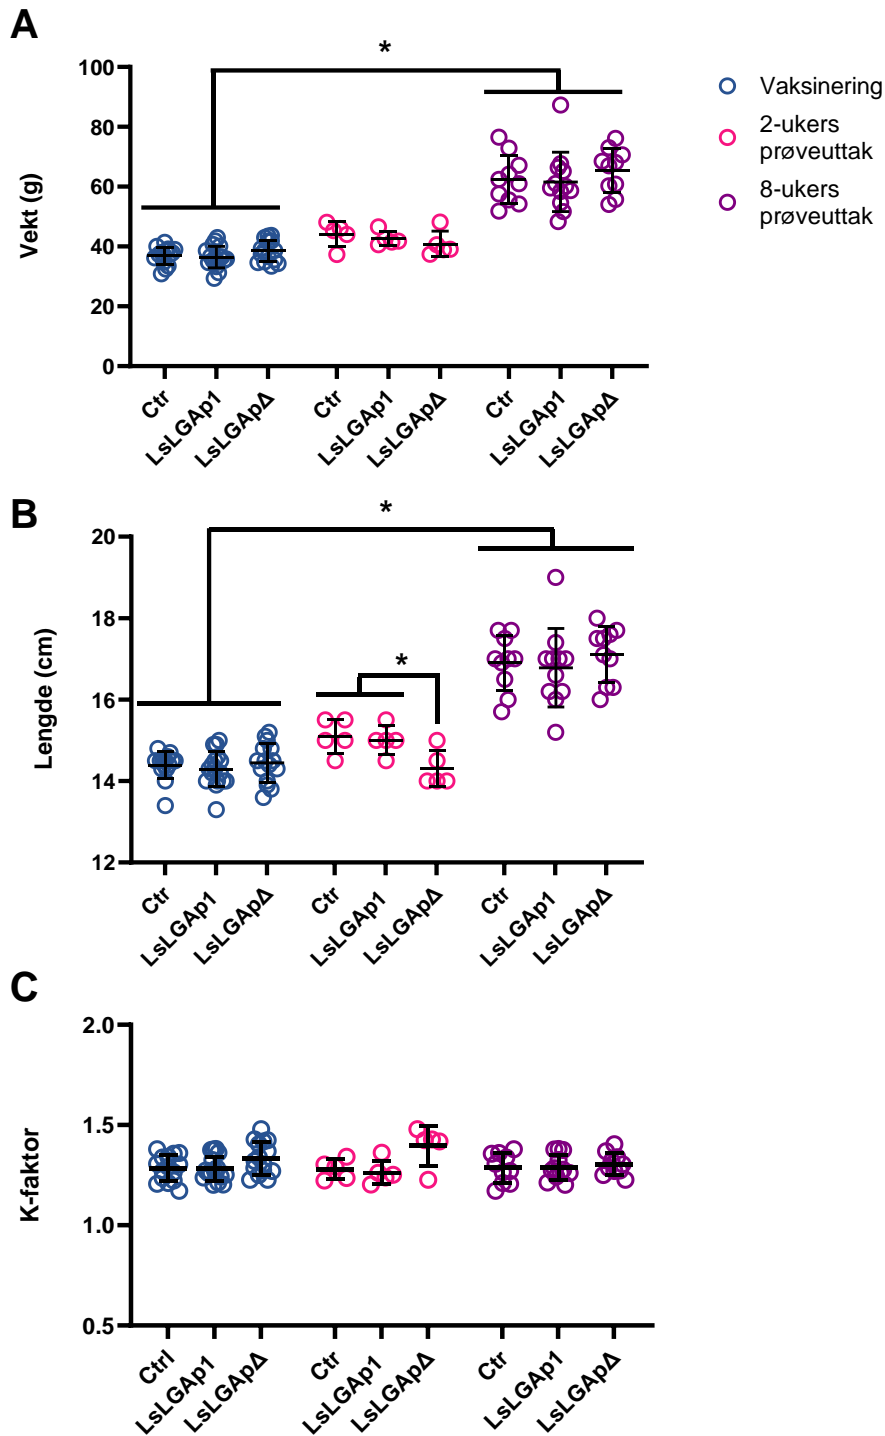 A
*
Vekt (g)
100
80
60
40
20
0
Ctr
LsLGAp1
LsLGApΔ
Ctr
LsLGAp1
LsLGApΔ
Ctr
LsLGAp1
LsLGApΔ
Vaksinering
2-ukers
prøveuttak
8-ukers
prøveuttak
B
*
*
Lengde (cm)
20
18
16
14
12
Ctr
LsLGAp1
LsLGApΔ
Ctr
LsLGAp1
LsLGApΔ
Ctr
LsLGAp1
LsLGApΔ
C
K-faktor
2.0
1.5
1.0
0.5
Ctrl
LsLGAp1
LsLGApΔ
Ctr
LsLGAp1
LsLGApΔ
Ctr
LsLGAp1
LsLGApΔ